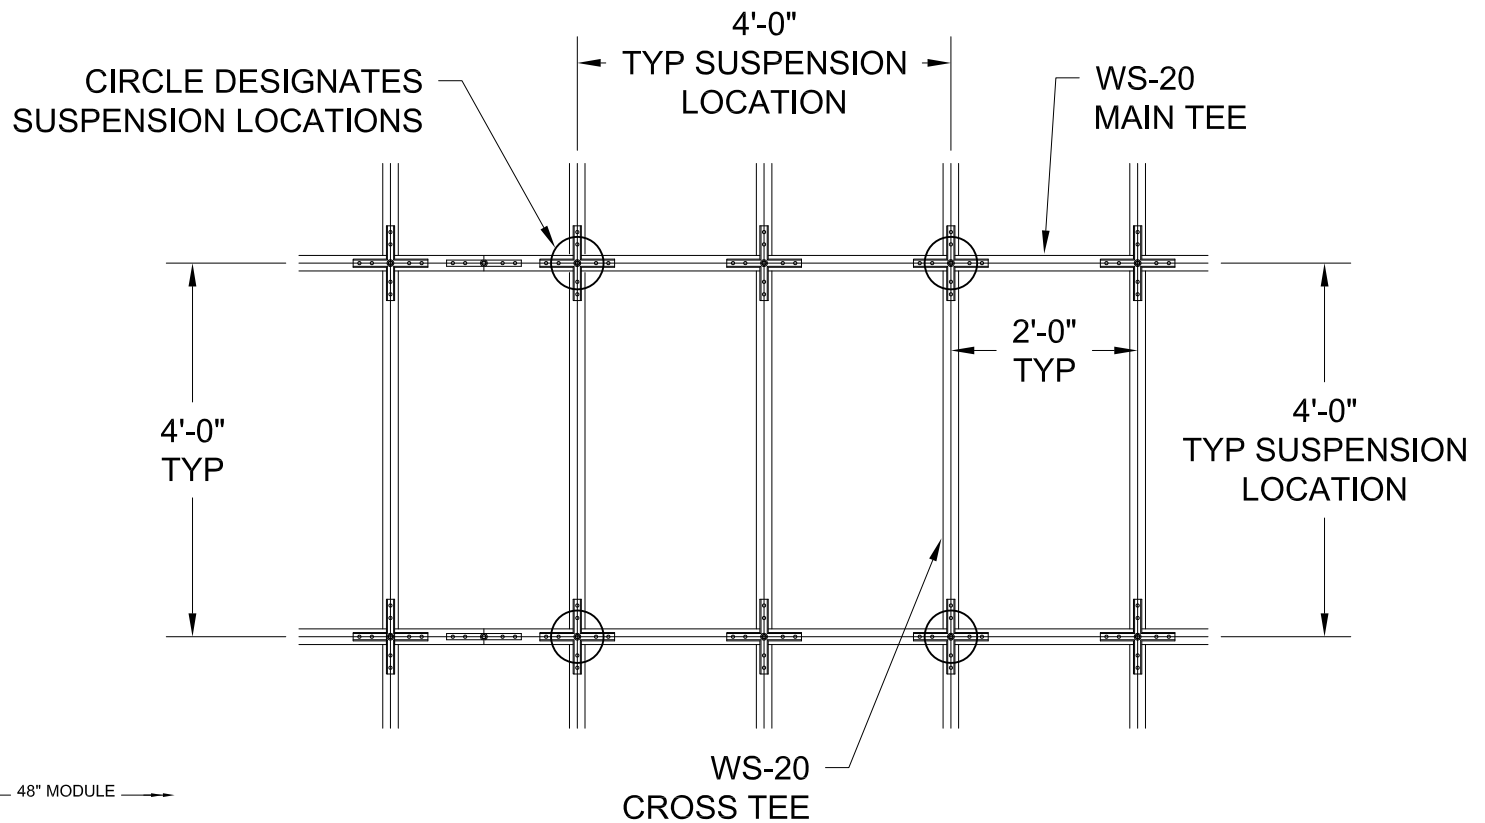 4'-0"
TYP SUSPENSION
LOCATION
CIRCLE DESIGNATES
SUSPENSION LOCATIONS
WS-20
MAIN TEE
2'-0"
TYP
4'-0"
TYP
4'-0"
TYP SUSPENSION
LOCATION
WS-20
CROSS TEE
48" MODULE